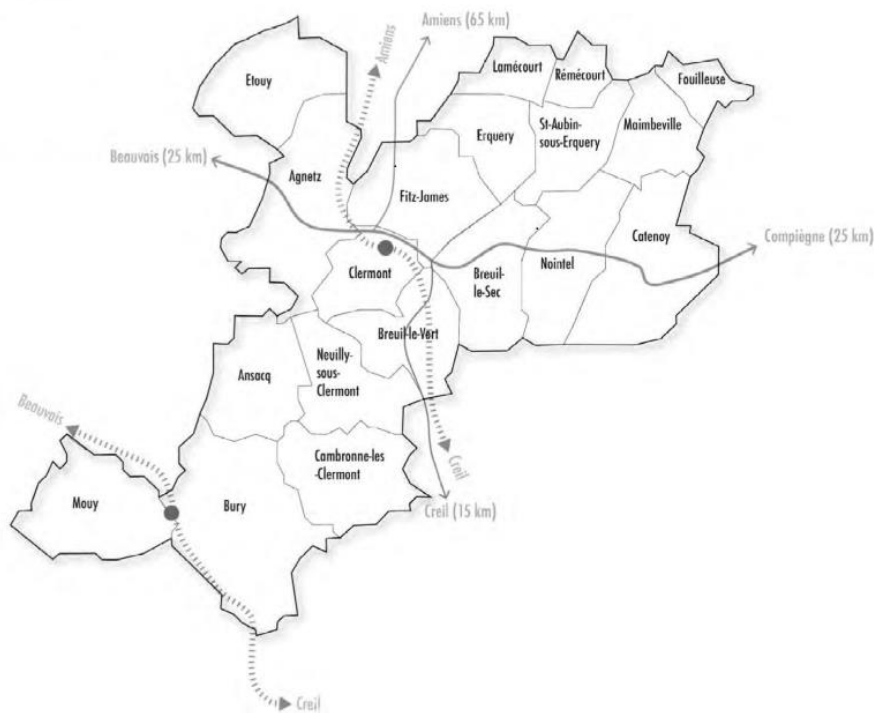 Amiens (65 km)
Amiens
Etouy
Lamécourt
Rémécourt
Fouilleuse
Erquery
St-Aubin
-sous-Erquery
Maimbeville
Beauvais (25 km)
Agnetz
Fitz-James
Catenoy
Compiègne (25 km)
Clermont
Breuil
-le-Sec
Nointel
Breuil-le-Vert
Neuilly-
sous-
Clermont
Ansacq
Beauvais
Cambronne-les
-Clermont
Creil
Mouy
Bury
Creil (15 km)
Creil